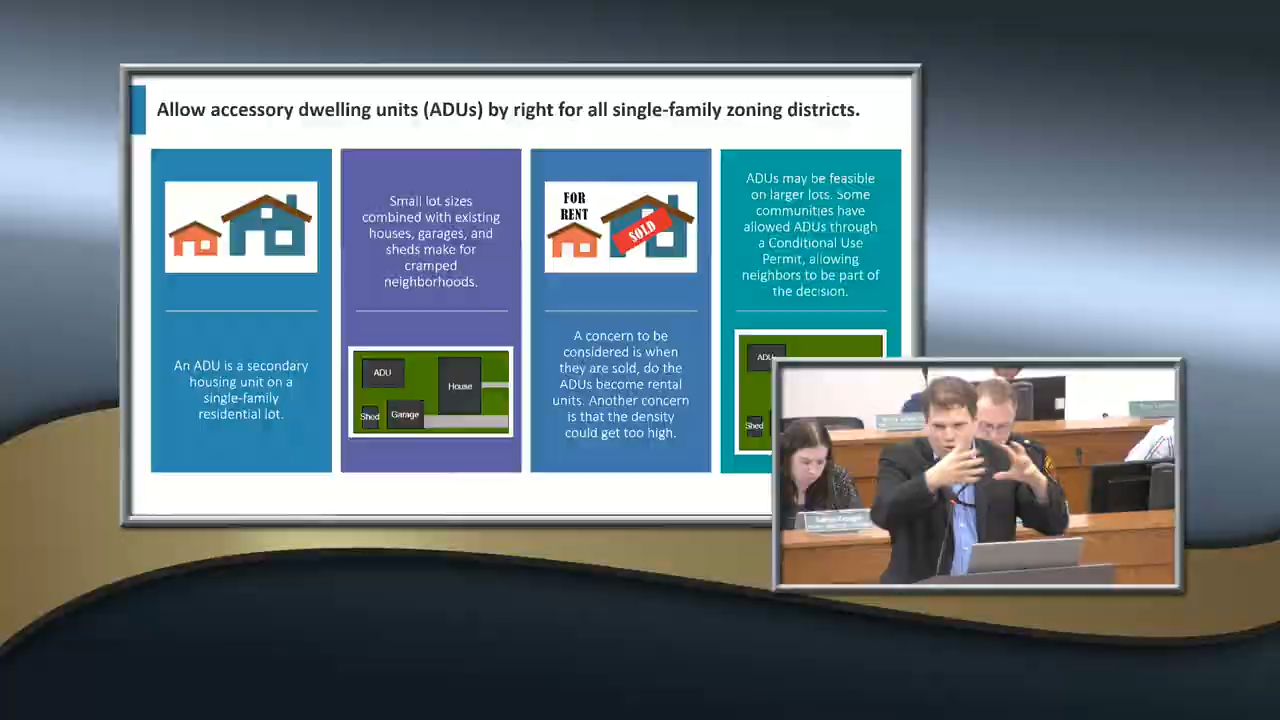 Allow accessory dwelling units (ADUs) by right for all single-family zoning districts.
An ADU is a secondary
housing unit on a
single-family
residential lot.
Small lot sizes
combined with existing
houses, garages, and
sheds make for
cramped
neighborhoods.
ADU
House
Shed
Garage
FOR
RENT
SOLD
A concern to be
considered is when
they are sold, do the
ADUs become rental
units. Another concern
is that the density
could get too high.
ADUs may be feasible
on larger lots. Some
communities have
allowed ADUs through
a Conditional Use
Permit, allowing
neighbors to be part of
the decision.
ADU
Shed